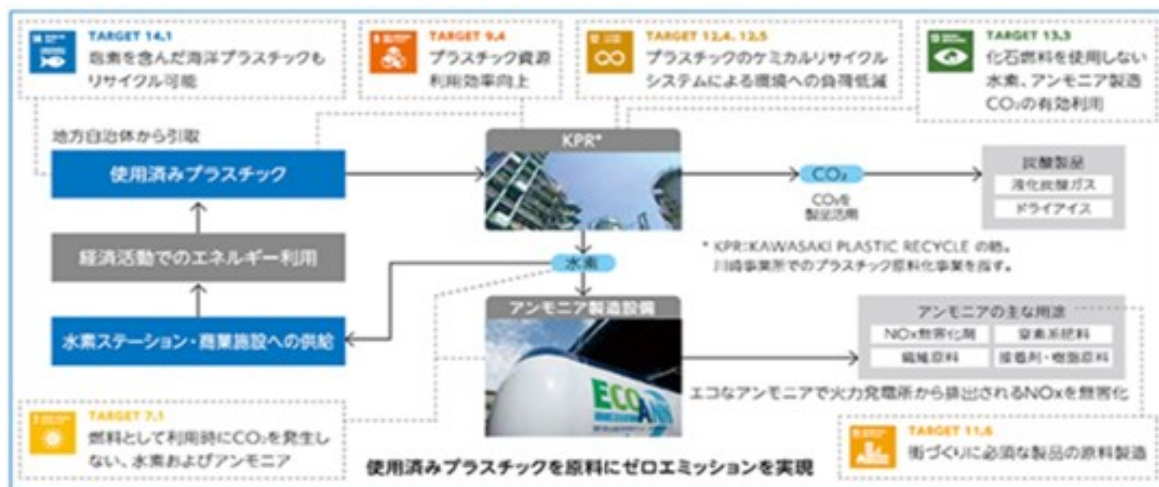 TARGET 14.1
塩素を含んだ海洋プラスチックも
リサイクル可能
TARGET 9.4
プラスチック資源
利用効率向上
TARGET 12.4, 12.5
プラスチックのケミカルリサイクル
システムによる環境への負荷低減
TARGET 13.3
化石燃料を使用しない
水素、アンモニア製造
CO₂の有効利用
地方自治体から引取
使用済みプラスチック
KPR*
CO₂
CO₂を
製品活用
炭酸製品
液化炭酸ガス
ドライアイス
* KPR:KAWASAKI PLASTIC RECYCLE の略。
川崎事業所でのプラスチック原料化事業を指す。
経済活動でのエネルギー利用
水素
水素ステーション・商業施設への供給
アンモニア製造設備
ECOANN
アンモニアの主な用途
NOx無害化剤
窒素系肥料
繊維原料
接着剤・樹脂原料
エコなアンモニアで火力発電所から排出されるNOxを無害化
TARGET 7.1
燃料として利用時にCO₂を発生し
ない、水素およびアンモニア
使用済みプラスチックを原料にゼロエミッションを実現
TARGET 11.6
街づくりに必須な製品の原料製造